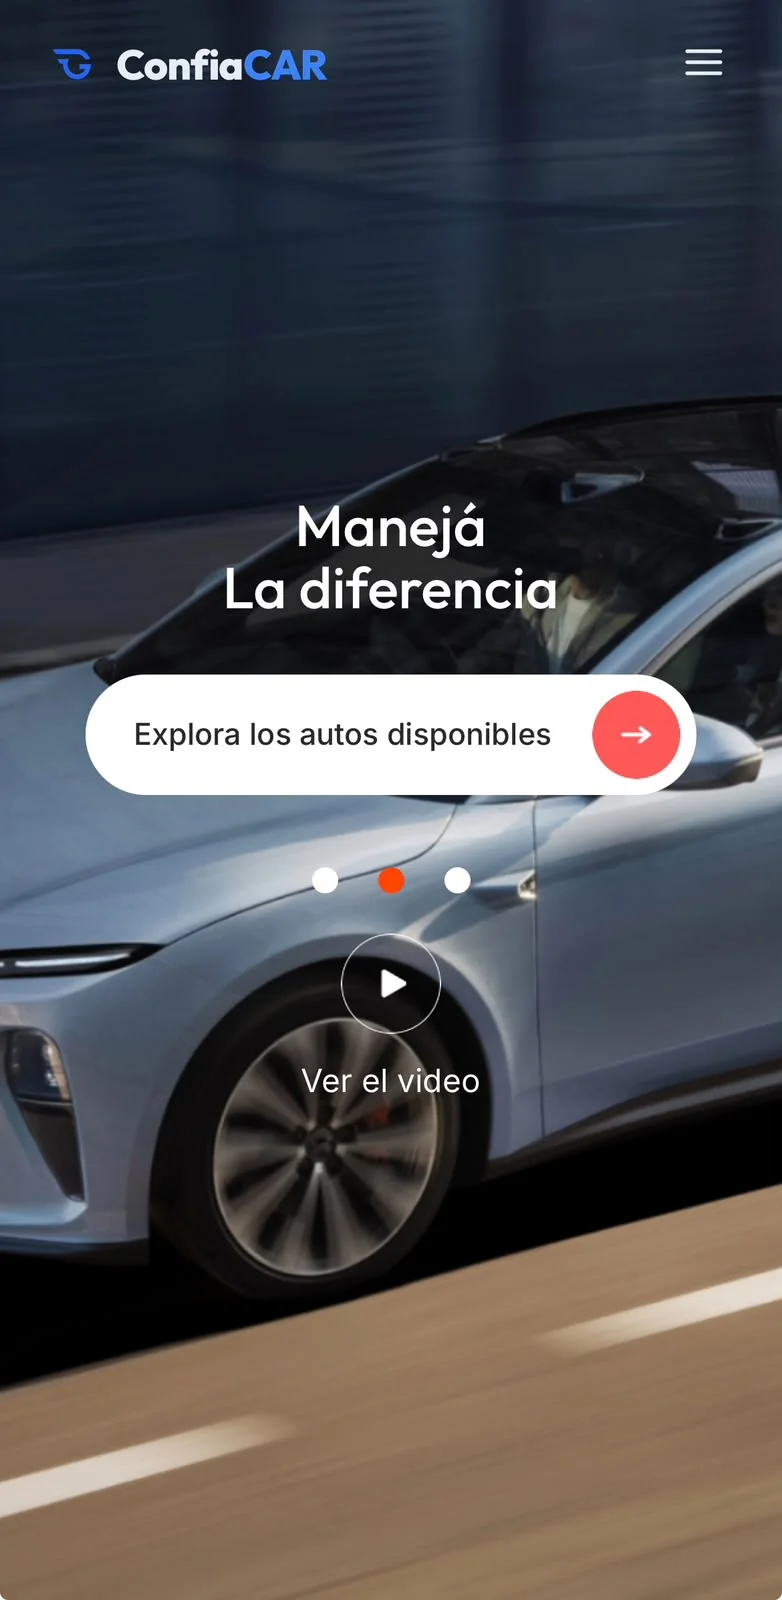 ConfiaCAR
Manejá
La diferencia
Explora los autos disponibles
Ver el video